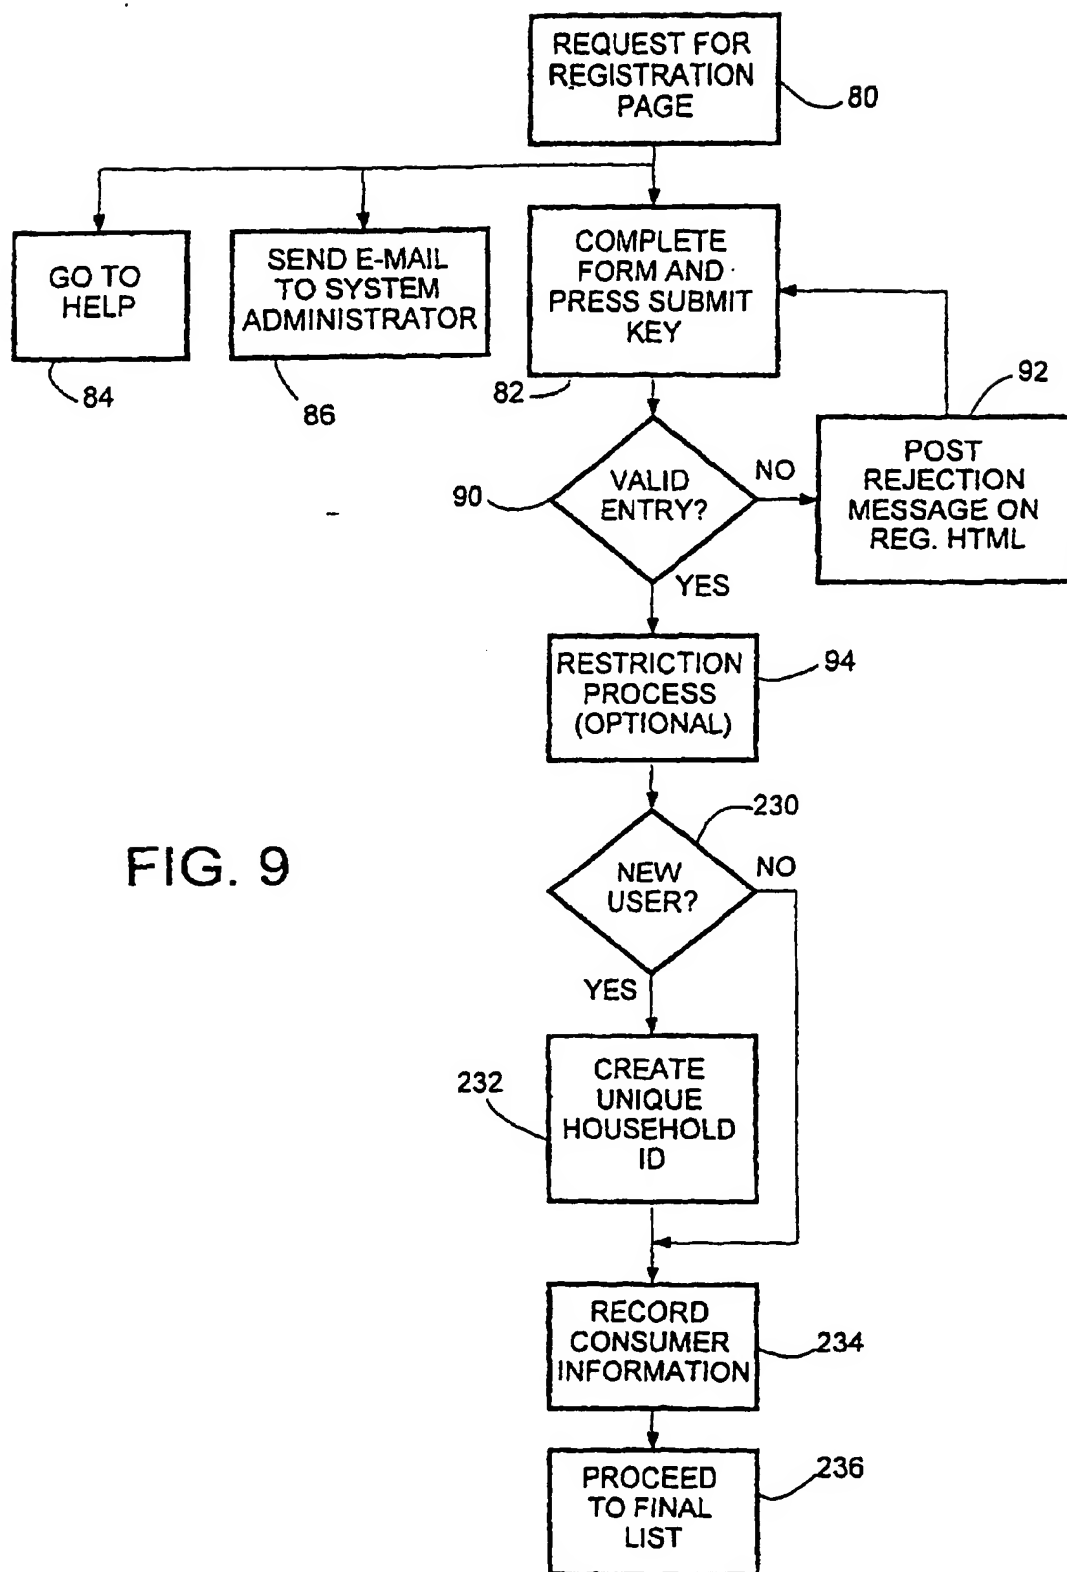 REQUEST FOR
REGISTRATION
PAGE
80
GO TO
HELP
84
SEND E-MAIL
TO SYSTEM
ADMINISTRATOR
86
COMPLETE
FORM AND
PRESS SUBMIT
KEY
82
92
POST
REJECTION
MESSAGE ON
REG. HTML
90
VALID
ENTRY?
NO
YES
RESTRICTION
PROCESS
(OPTIONAL)
94
230
NEW
USER?
NO
YES
FIG. 9
232
CREATE
UNIQUE
HOUSEHOLD
ID
RECORD
CONSUMER
INFORMATION
234
PROCEED
TO FINAL
LIST
236